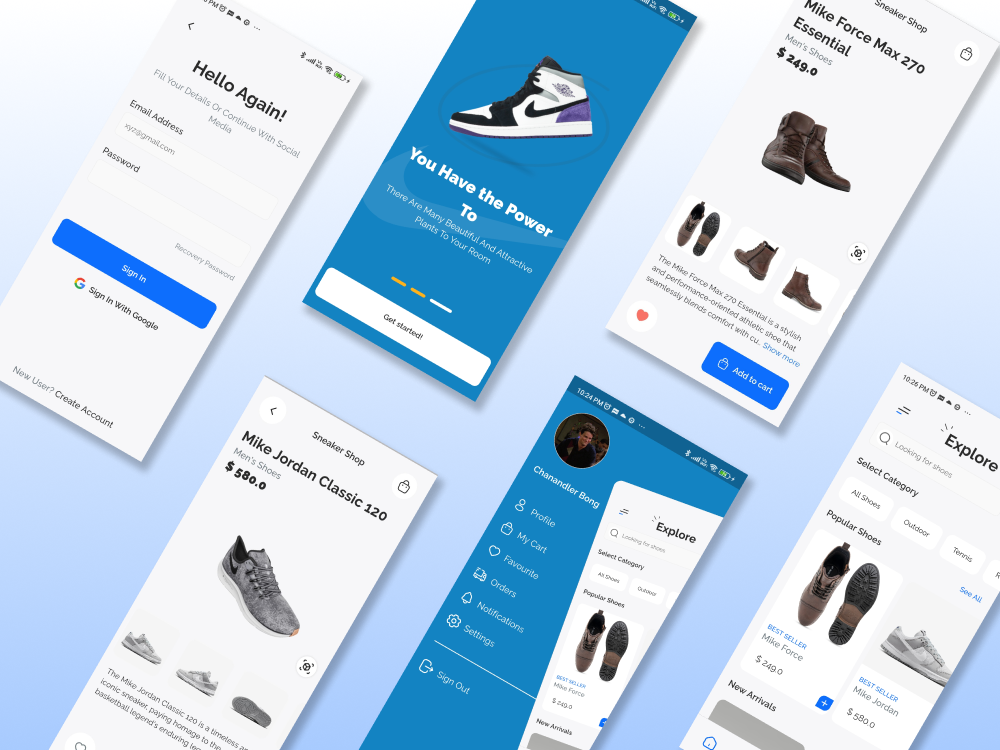 Hello Again!
Fill Your Details Or Continue With Social
Media
Email Address
xyz@gmail.com
Password
Recovery Password
Sign In
Sign In With Google
New User? Create Account
You Have the Power
To
There Are Many Beautiful And Attractive
Plants To Your Room
Get started!
Sneaker Shop
Mike Force Max 270
Essential
Men's Shoes
$ 249.0
The Mike Force Max 270 Essential is a stylish
and performance-oriented athletic shoe that
seamlessly blends comfort with cu... Show more
Add to cart
Sneaker Shop
Mike Jordan Classic 120
Men's Shoes
$ 580.0
The Mike Jordan Classic 120 is a timeless
iconic sneaker, paying homage to the
basketball legend's enduring
10:24 PM
Chanandler Bong
Profile
My Cart
Favourite
Orders
Notifications
Settings
Sign Out
Explore
Looking for shoes
Select Category
All Shoes
Outdoor
Popular Shoes
BEST SELLER
Mike Force
$ 249.0
New Arrivals
10:26 PM
Explore
Looking for shoes
Select Category
All Shoes
Outdoor
Tennis
Popular Shoes
See All
BEST SELLER
Mike Force
$ 249.0
BEST SELLER
Mike Jordan
$ 580.0
New Arrivals